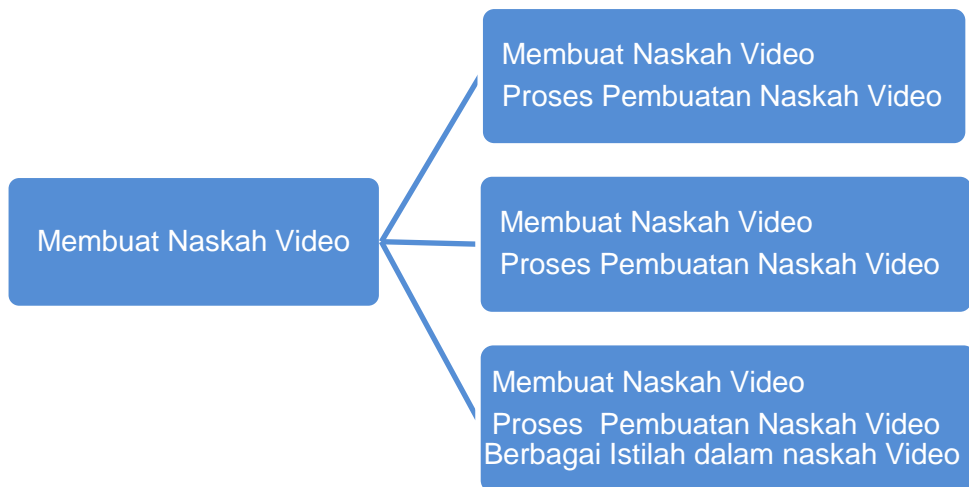 Membuat Naskah Video
Membuat Naskah Video
Proses Pembuatan Naskah Video
Membuat Naskah Video
Proses Pembuatan Naskah Video
Membuat Naskah Video
Proses  Pembuatan Naskah Video
Berbagai Istilah dalam naskah Video